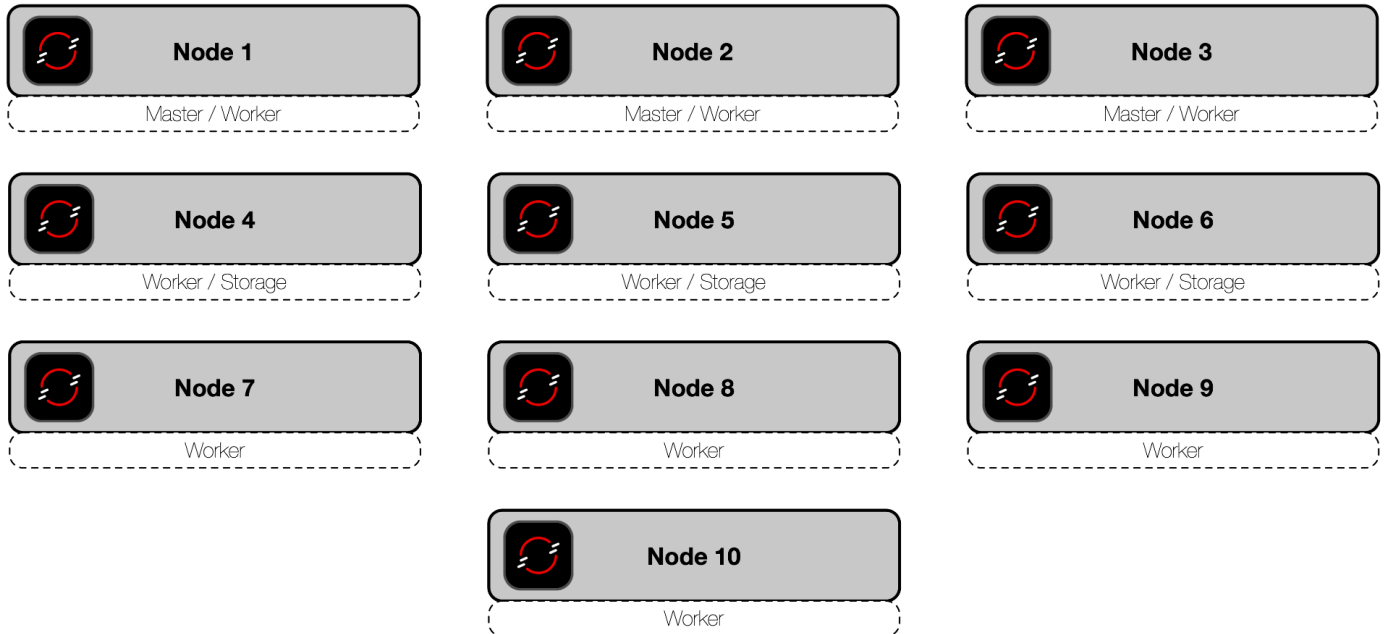 Node 1
Node 2
Node 3
Master / Worker
Master / Worker
Master / Worker
Node 4
Node 5
Node 6
Worker / Storage
Worker / Storage
Worker / Storage
Node 7
Node 8
Node 9
Worker
Worker
Worker
Node 10
Worker